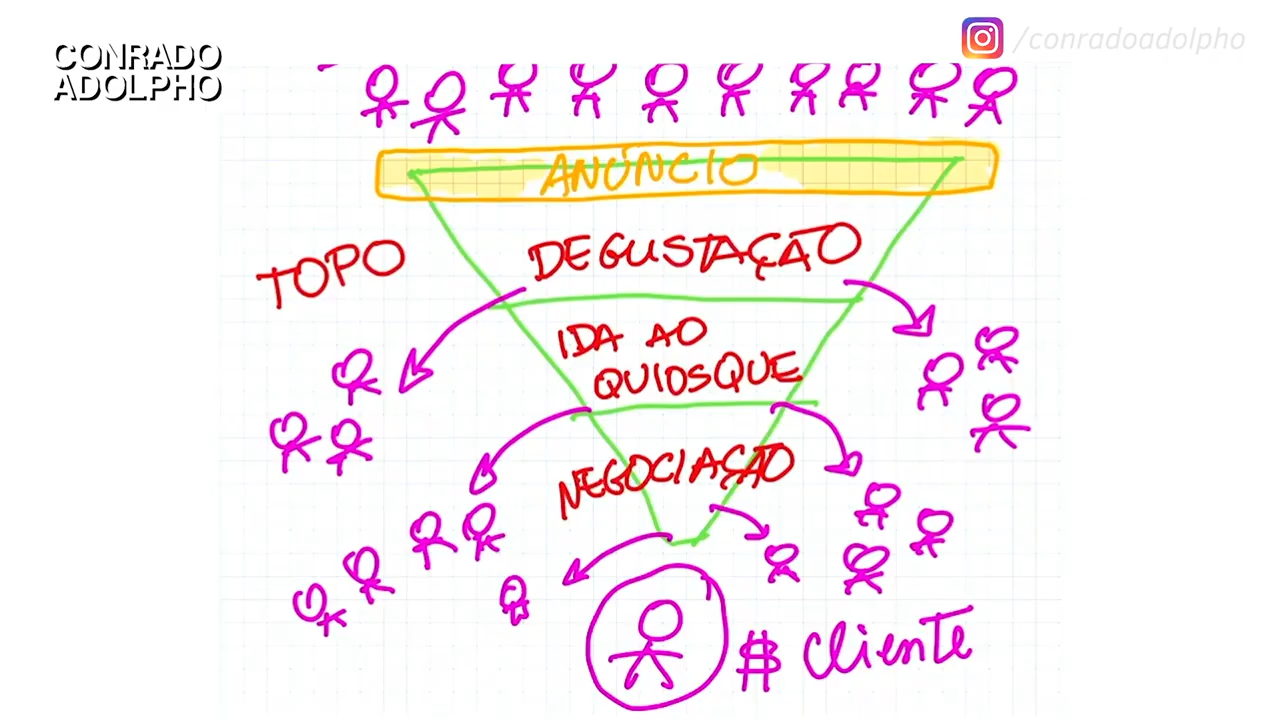 CONRADO
ADOLPHO
/conradoadolpho
ANÚNCIO
TOPO
DEGUSTAÇÃO
IDA AO
QUIOSQUE
NEGOCIAÇÃO
$ cliente